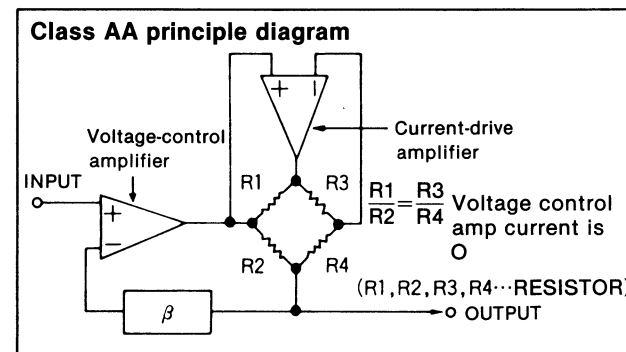 Class AA principle diagram
Voltage-control
amplifier
Current-drive
amplifier
INPUT
+
−
+
−
R1
R3
R2
R4
R1/R2=R3/R4 Voltage control
amp current is
O
(R1,R2,R3,R4···RESISTOR)
β
OUTPUT